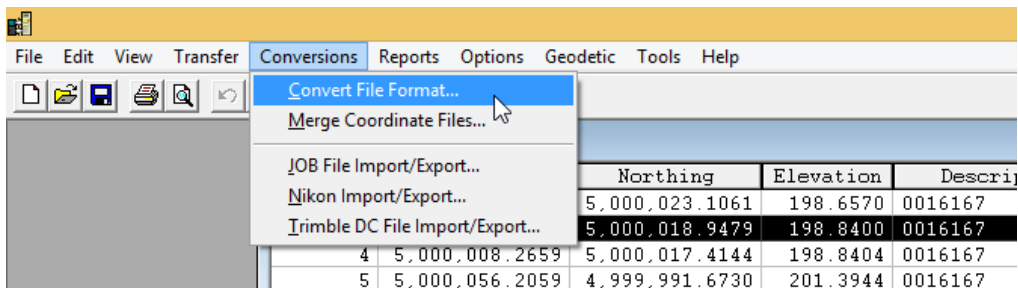 File Edit View Transfer Conversions Reports Options Geodetic Tools Help
Convert File Format...
Merge Coordinate Files...
JOB File Import/Export...
Nikon Import/Export...
Trimble DC File Import/Export...
Northing Elevation Descrip
5,000,023.1061 198.6570 0016167
5,000,018.9479 198.8400 0016167
4 5,000,008.2659 5,000,017.4144 198.8404 0016167
5 5,000,056.2059 4,999,991.6730 201.3944 0016167